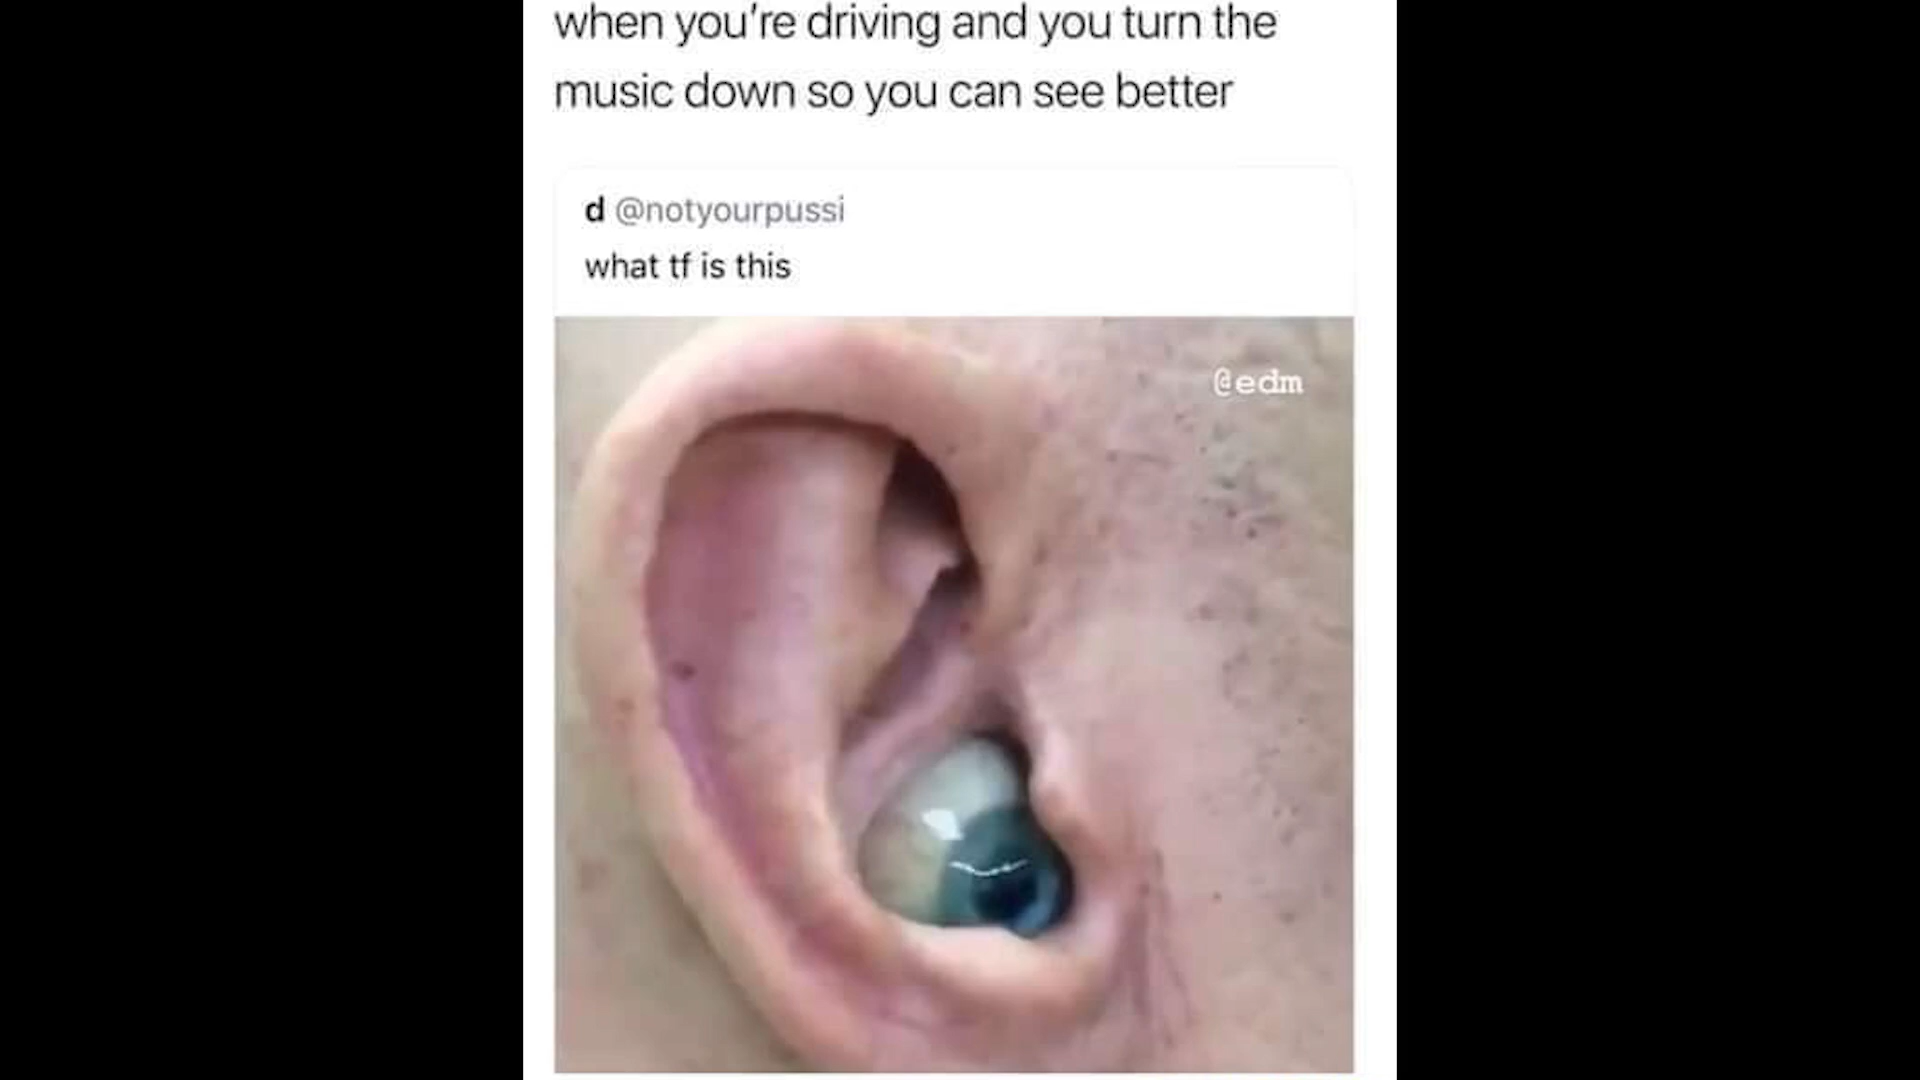 when you're driving and you turn the
music down so you can see better
d @notyourpussi
what tf is this
@edm